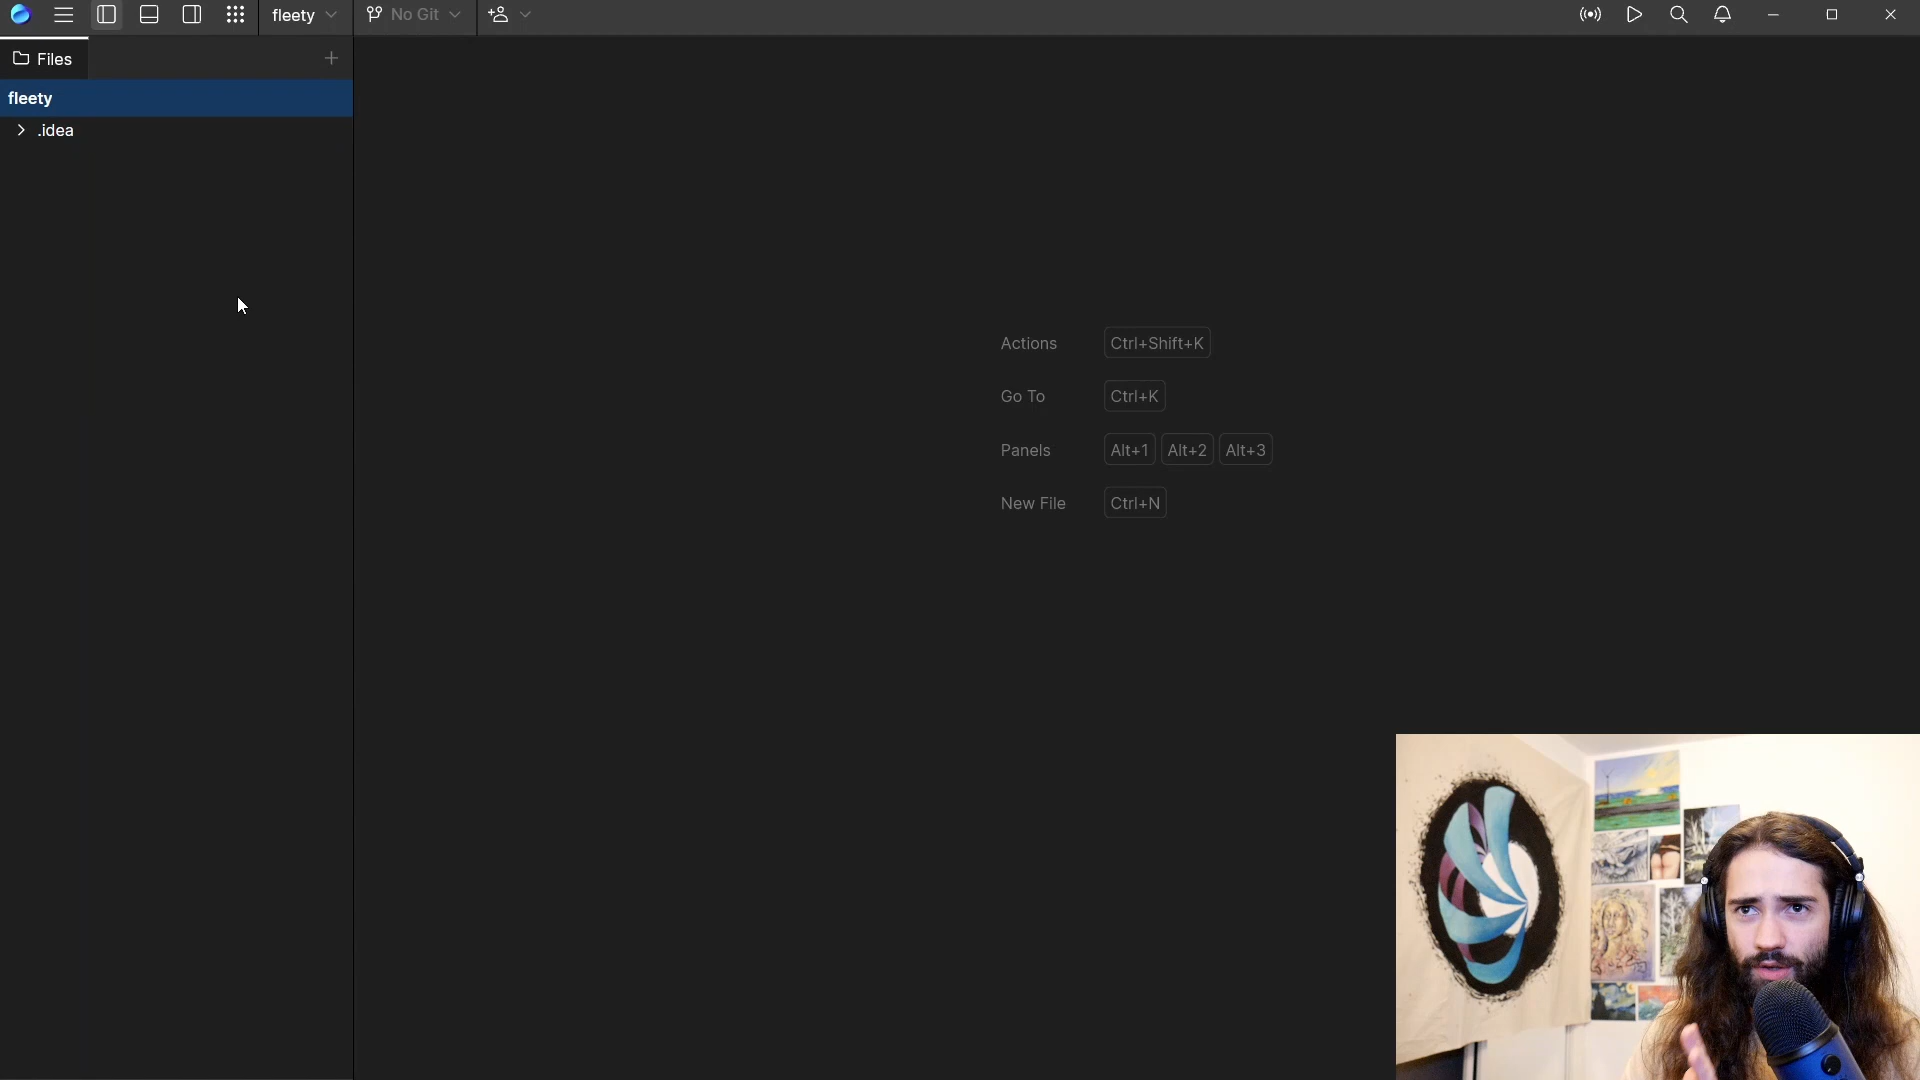 fleety
No Git
Files
fleety
.idea
Actions Ctrl+Shift+K
Go To Ctrl+K
Panels Alt+1 Alt+2 Alt+3
New File Ctrl+N